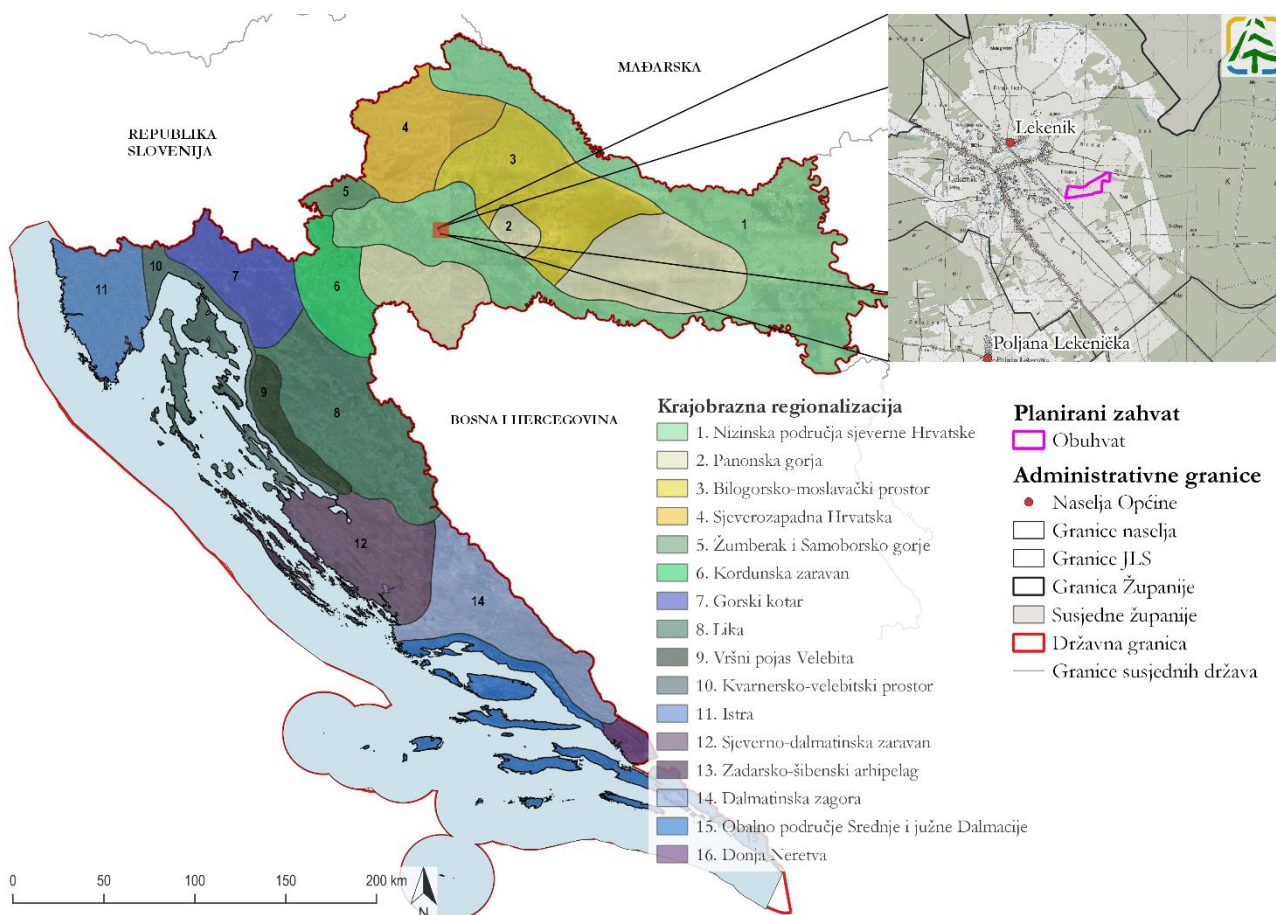 MAĐARSKA
REPUBLIKA
SLOVENIJA
BOSNA I HERCEGOVINA
4
3
5
2
1
10
7
6
11
9
8
12
14
15
Lekenik
Poljana Lekenička
Krajobrazna regionalizacija
1. Nizinska područja sjeverne Hrvatske
2. Panonska gorja
3. Bilogorsko-moslavački prostor
4. Sjeverozapadna Hrvatska
5. Žumberak i Samoborsko gorje
6. Kordunska zaravan
7. Gorski kotar
8. Lika
9. Vršni pojas Velebita
10. Kvarnersko-velebitski prostor
11. Istra
12. Sjeverno-dalmatinska zaravan
13. Zadarsko-šibenski arhipelag
14. Dalmatinska zagora
15. Obalno područje Srednje i južne Dalmacije
16. Donja Neretva
Planirani zahvat
Obuhvat
Administrativne granice
Naselja Općine
Granice naselja
Granice JLS
Granica Županije
Susjedne županije
Državna granica
Granice susjednih država
0 50 100 150 200 km
N